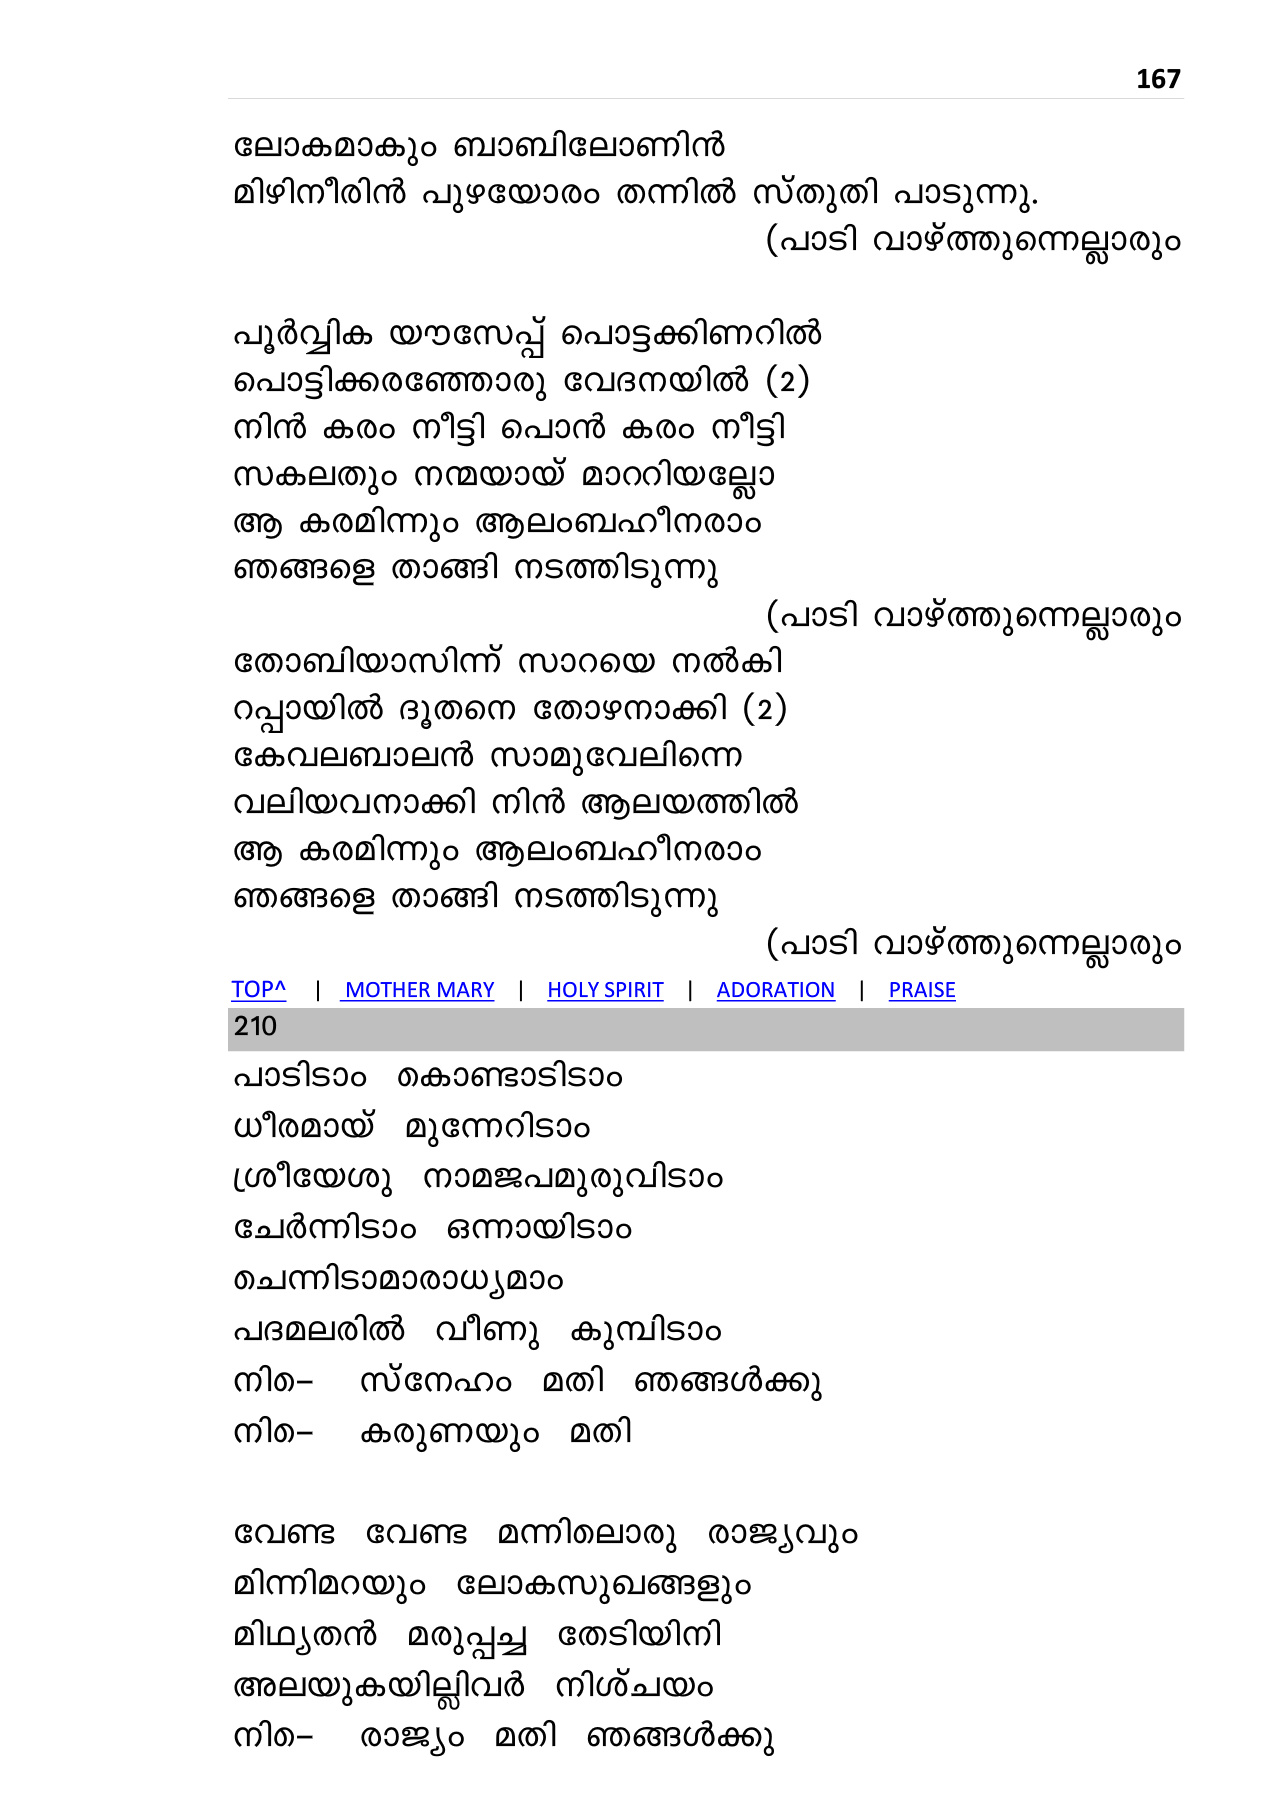 167
ലോകമാകും ബാബിലോണിൻ
മിഴിനീരിൻ പുഴയോരം തന്നിൽ സ്തുതി പാടുന്നു.
(പാടി വാഴ്ത്തുന്നെല്ലാരും
പൂർവ്വിക യൗസേപ്പ് പൊട്ടക്കിണറിൽ
പൊട്ടിക്കരഞ്ഞോരു വേദനയിൽ (2)
നിൻ കരം നീട്ടി പൊൻ കരം നീട്ടി
സകലതും നന്മയായ് മാററിയല്ലോ
ആ കരമിന്നും ആലംബഹീനരാം
ഞങ്ങളെ താങ്ങി നടത്തിടുന്നു
(പാടി വാഴ്ത്തുന്നെല്ലാരും
തോബിയാസിന്ന് സാറയെ നൽകി
റപ്പായിൽ ദൂതനെ തോഴനാക്കി (2)
കേവലബാലൻ സാമുവേലിന്നെ
വലിയവനാക്കി നിൻ ആലയത്തിൽ
ആ കരമിന്നും ആലംബഹീനരാം
ഞങ്ങളെ താങ്ങി നടത്തിടുന്നു
(പാടി വാഴ്ത്തുന്നെല്ലാരും
TOP^ | MOTHER MARY | HOLY SPIRIT | ADORATION | PRAISE
210
പാടിടാം കൊണ്ടാടിടാം
ധീരമായ് മുന്നേറിടാം
ശ്രീയേശു നാമജപമുരുവിടാം
ചേർന്നിടാം ഒന്നായിടാം
ചെന്നിടാമാരാധ്യമാം
പദമലരിൽ വീണു കുമ്പിടാം
നിെ– സ്നേഹം മതി ഞങ്ങൾക്കു
നിെ– കരുണയും മതി
വേണ്ട വേണ്ട മന്നിലൊരു രാജ്യവും
മിന്നിമറയും ലോകസുഖങ്ങളും
മിഥ്യതൻ മരുപ്പച്ച തേടിയിനി
അലയുകയില്ലിവർ നിശ്ചയം
നിെ– രാജ്യം മതി ഞങ്ങൾക്കു